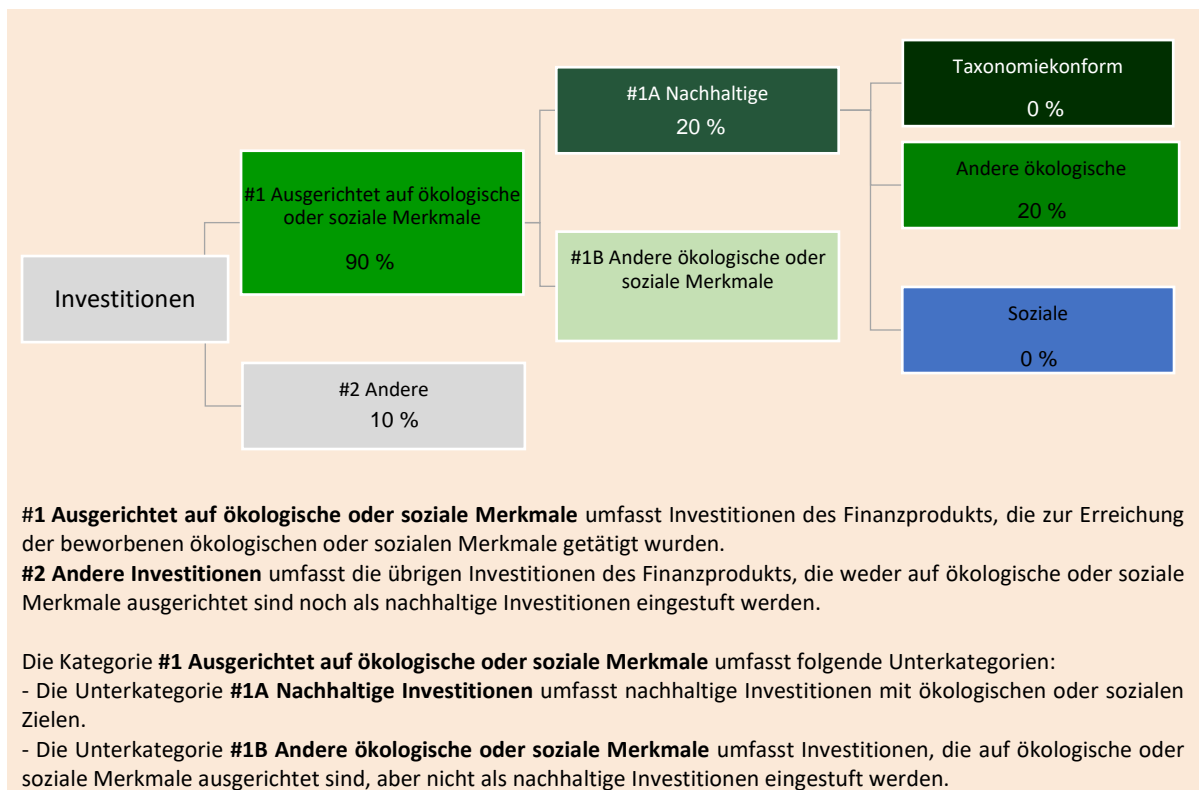 Investitionen
#1 Ausgerichtet auf ökologische
oder soziale Merkmale
90 %
#2 Andere
10 %
#1A Nachhaltige
20 %
#1B Andere ökologische oder
soziale Merkmale
Taxonomiekonform
0 %
Andere ökologische
20 %
Soziale
0 %
#1 Ausgerichtet auf ökologische oder soziale Merkmale umfasst Investitionen des Finanzprodukts, die zur Erreichung
der beworbenen ökologischen oder sozialen Merkmale getätigt wurden.
#2 Andere Investitionen umfasst die übrigen Investitionen des Finanzprodukts, die weder auf ökologische oder soziale
Merkmale ausgerichtet sind noch als nachhaltige Investitionen eingestuft werden.
Die Kategorie #1 Ausgerichtet auf ökologische oder soziale Merkmale umfasst folgende Unterkategorien:
- Die Unterkategorie #1A Nachhaltige Investitionen umfasst nachhaltige Investitionen mit ökologischen oder sozialen
Zielen.
- Die Unterkategorie #1B Andere ökologische oder soziale Merkmale umfasst Investitionen, die auf ökologische oder
soziale Merkmale ausgerichtet sind, aber nicht als nachhaltige Investitionen eingestuft werden.